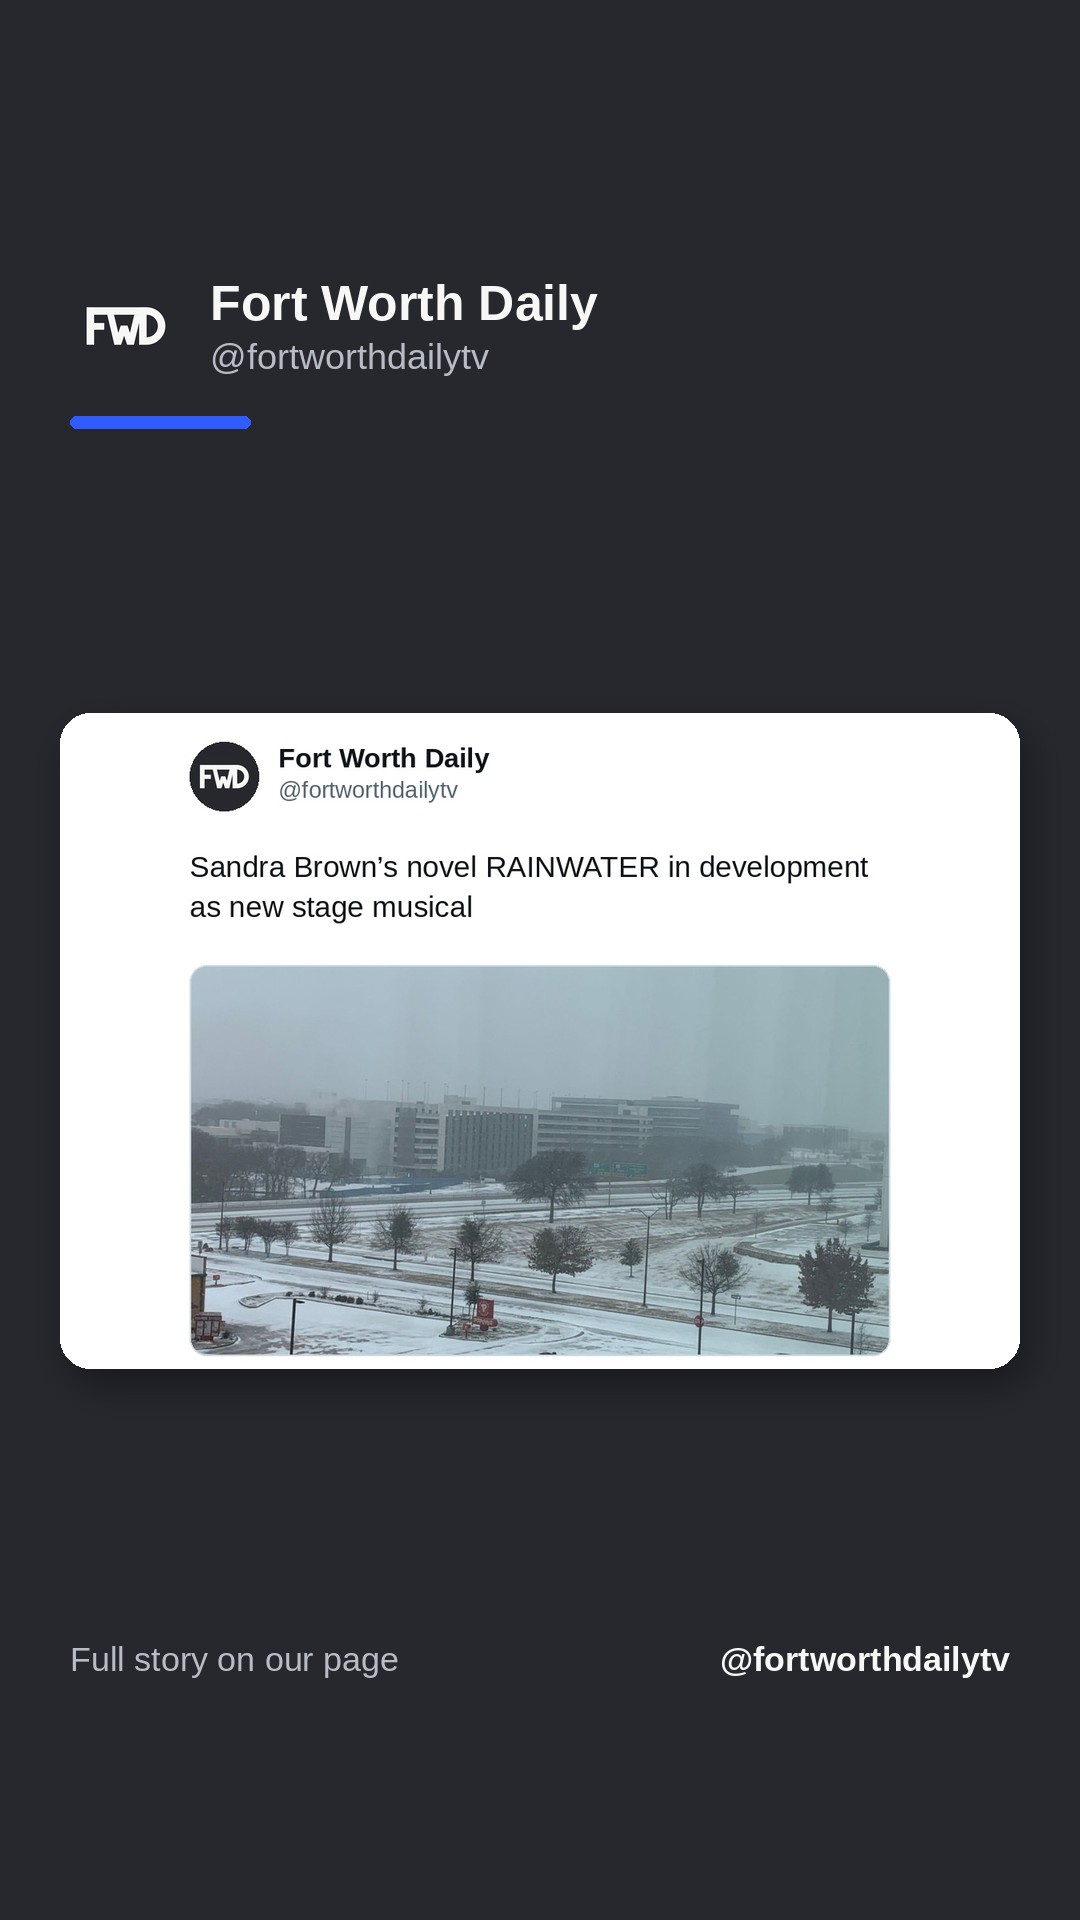 FWD
Fort Worth Daily
@fortworthdailytv
FWD
Fort Worth Daily
@fortworthdailytv
Sandra Brown’s novel RAINWATER in development
as new stage musical
Full story on our page
@fortworthdailytv